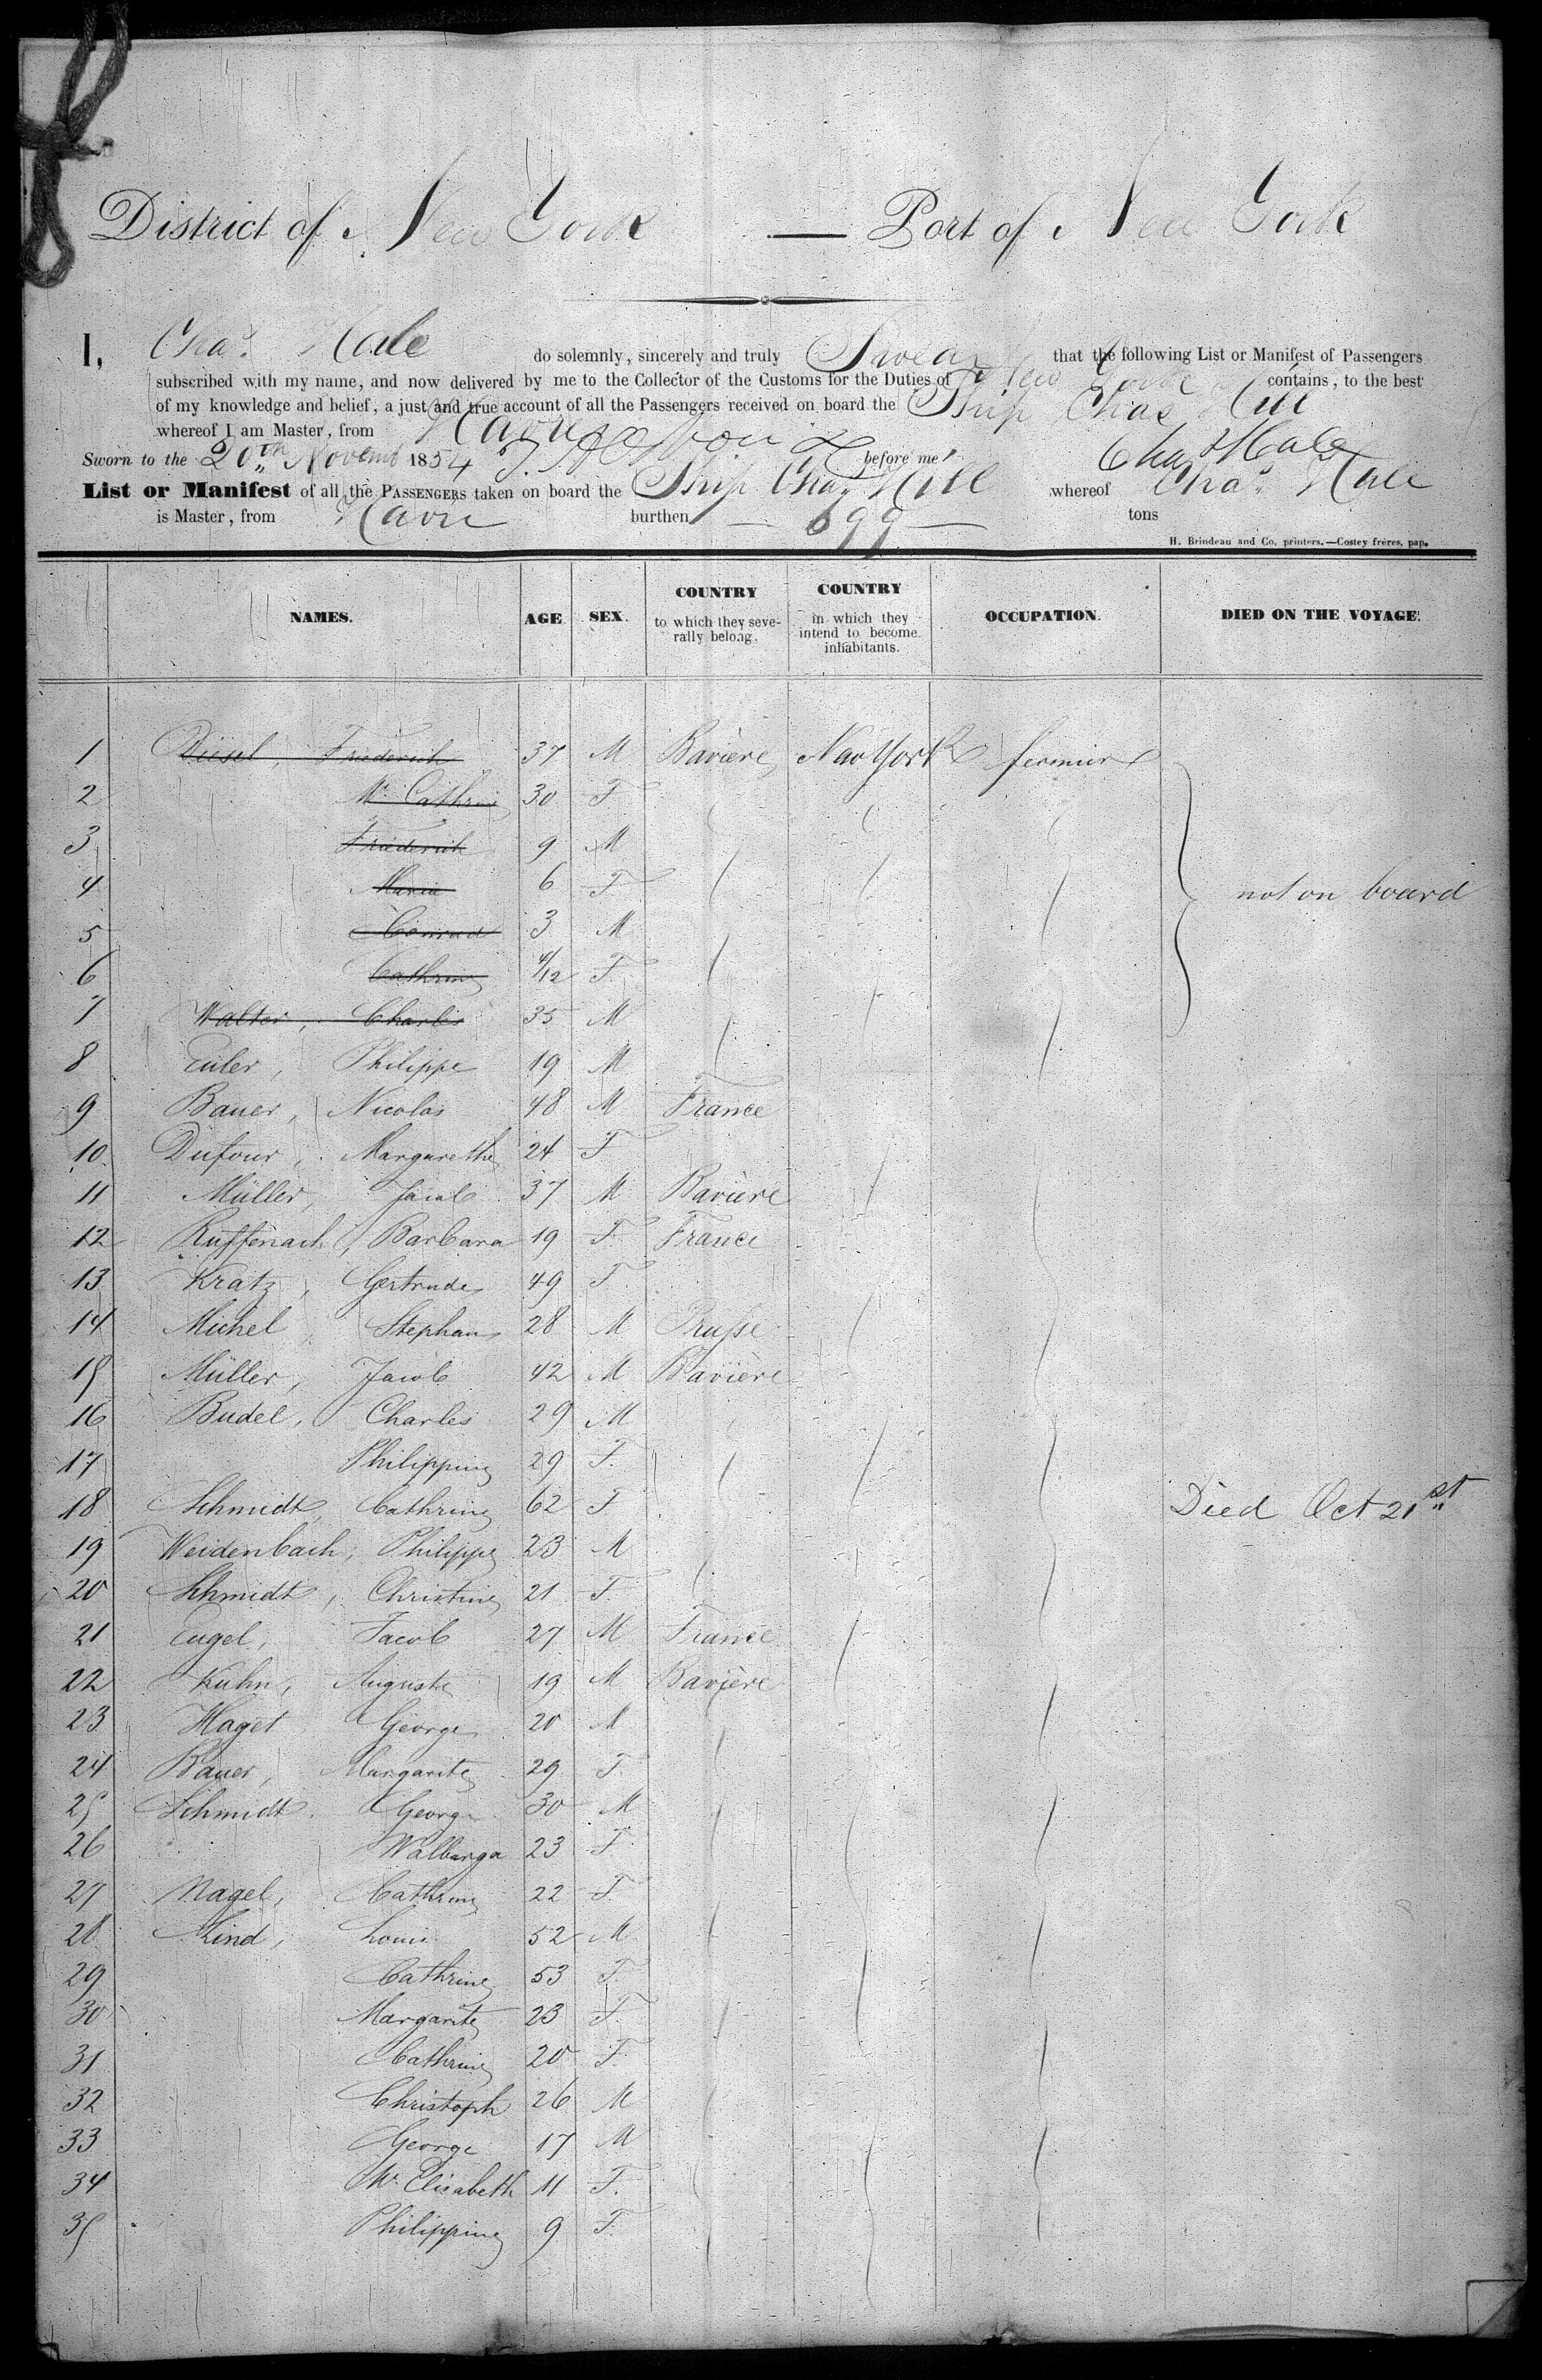 District of New York — Port of New York
I, Chas. Hale do solemnly, sincerely and truly Swear that the following List or Manifest of Passengers
subscribed with my name, and now delivered by me to the Collector of the Customs for the Duties of New York contains, to the best
of my knowledge and belief, a just and true account of all the Passengers received on board the Ship Chas Hill
whereof I am Master, from Havre
Chas Hale
Sworn to the 20th Novemb 1854 before me
List or Manifest of all the PASSENGERS taken on board the Ship Chas Hill whereof Chas. Hale
is Master, from Havre burthen — 699 — tons
H. Brindeau and Co, printers.—Costey fréres, pap.
NAMES. AGE SEX. COUNTRY to which they severally belong. COUNTRY in which they intend to become inhabitants. OCCUPATION. DIED ON THE VOYAGE.
1 Diesel, Friederich 37 M Bavière New York fermier
2 M. Cathrine 30 F
3 Friederich 9 M
4 Maria 6 F not on board
5 Conrad 3 M
6 Cathrine /12 F
7 Walter, Charles 35 M
8 Euler, Philippe 19 M
9 Bauer, Nicolas 48 M France
10 Dufour, Margarethe 24 F
11 Müller, Jacob 37 M Bavière
12 Ruffenach, Barbara 19 F France
13 Kratz, Gertrude 49 F
14 Michel Stephan 28 M Prusse
15 Müller, Jacob 42 M Bavière
16 Budel, Charles 29 M
17 Philippine 29 F.
18 Schmidt, Cathrine 62 F Died Oct 21st
19 Weidenbach, Philippe 23 M
20 Schmidt, Christine 21 F.
21 Engel, Jacob 27 M France
22 Kuhn, Auguste 19 M Bavière
23 Haget George 20 M
24 Bauer, Margarite 29 F
25 Schmidt. George 30 M
26 Walburga 23 F.
27 Nagel, Cathrine 22 F.
28 Kind, Louis 52 M
29 Cathrine 53 F.
30 Margarite 23 F.
31 Cathrine 20 F.
32 Christoph 26 M
33 George 17 M
34 M. Elisabeth 11 F.
35 Philippine 9 F.